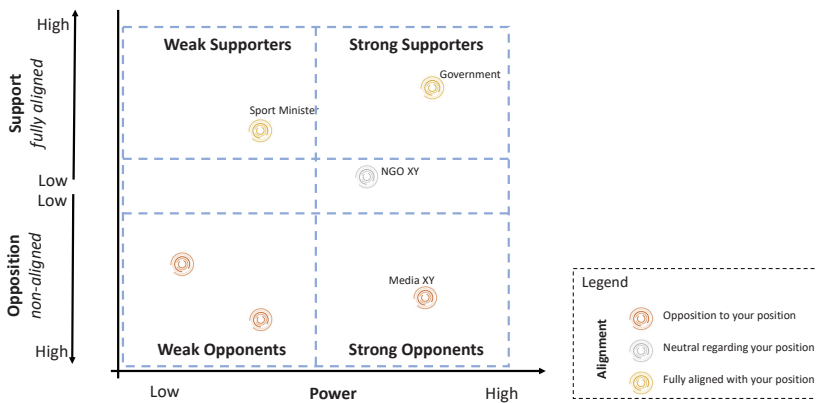 High
Weak Supporters
Strong Supporters
Government
Sport Minister
Support
fully aligned
NGO XY
Low
Low
Opposition
non-aligned
Media XY
High
Weak Opponents
Strong Opponents
Low
Power
High
Legend
Alignment
Opposition to your position
Neutral regarding your position
Fully aligned with your position